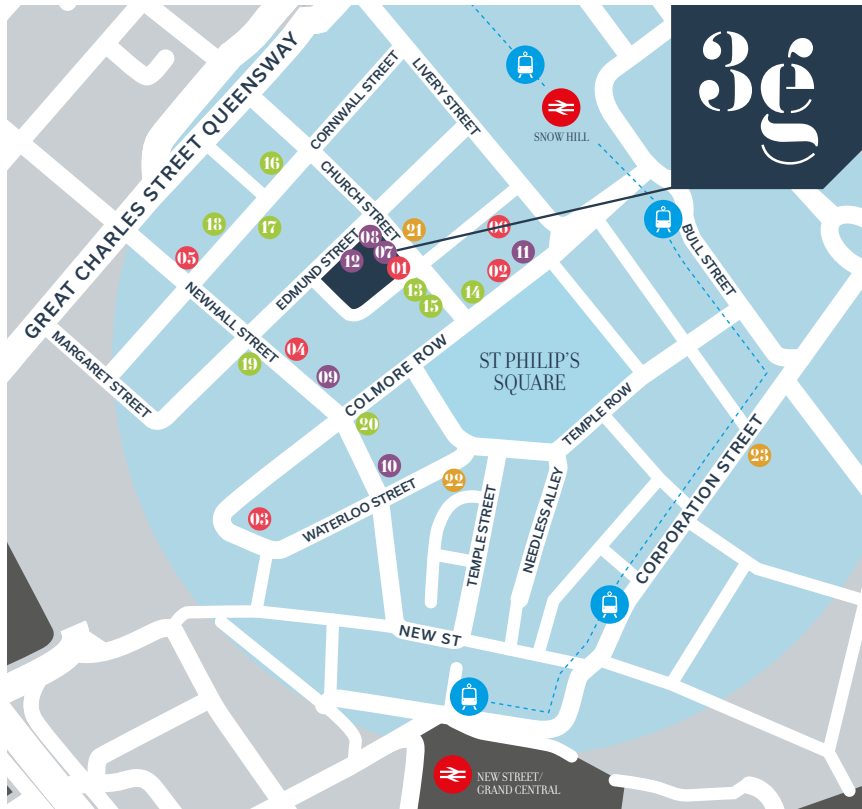 3
é
g
SNOW HILL
GREAT CHARLES STREET QUEENSWAY
CORNWALL STREET
LIVERY STREET
CHURCH STREET
BULL STREET
16
18
17
08
21
06
05
12
07
11
01
02
EDMUND STREET
13
14
15
NEWHALL STREET
MARGARET STREET
04
19
09
COLMORE ROW
ST PHILIP'S
SQUARE
20
TEMPLE ROW
10
22
23
03
WATERLOO STREET
TEMPLE STREET
NEEDLESS ALLEY
CORPORATION STREET
NEW ST
NEW STREET/
GRAND CENTRAL